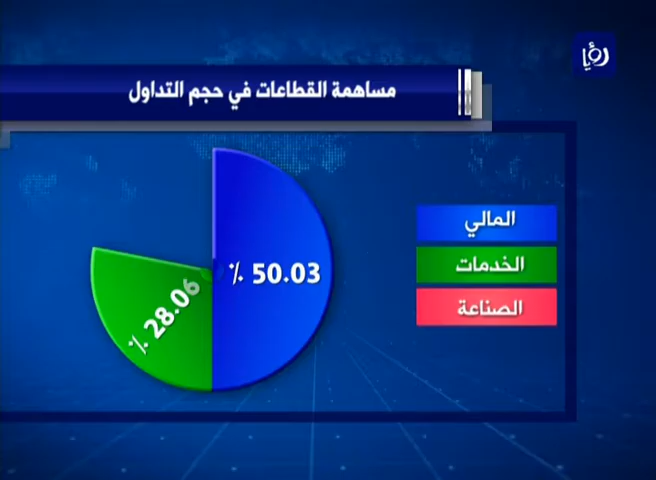 رؤيا
مساهمة القطاعات في حجم التداول
المالي
الخدمات
الصناعة
% 50.03
% 28.06